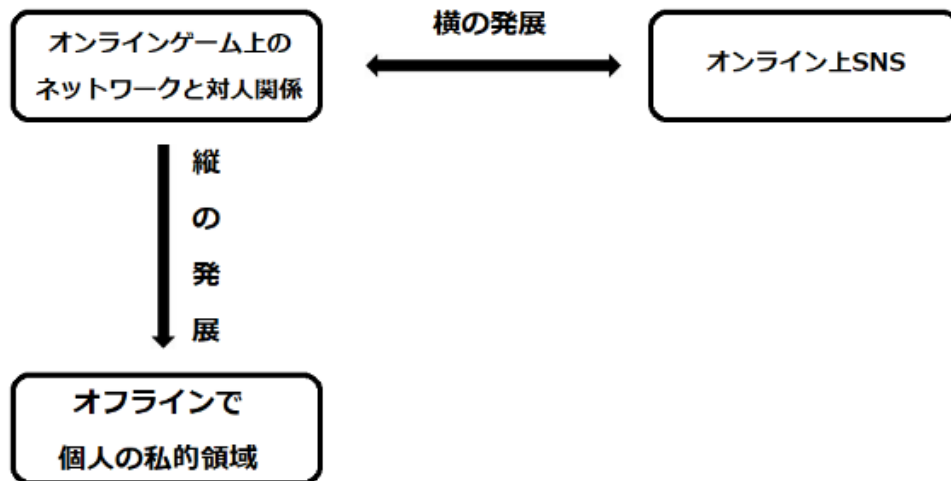 オンラインゲーム上の
ネットワークと対人関係
横の発展
オンライン上SNS
縦の発展
オフラインで
個人の私的領域